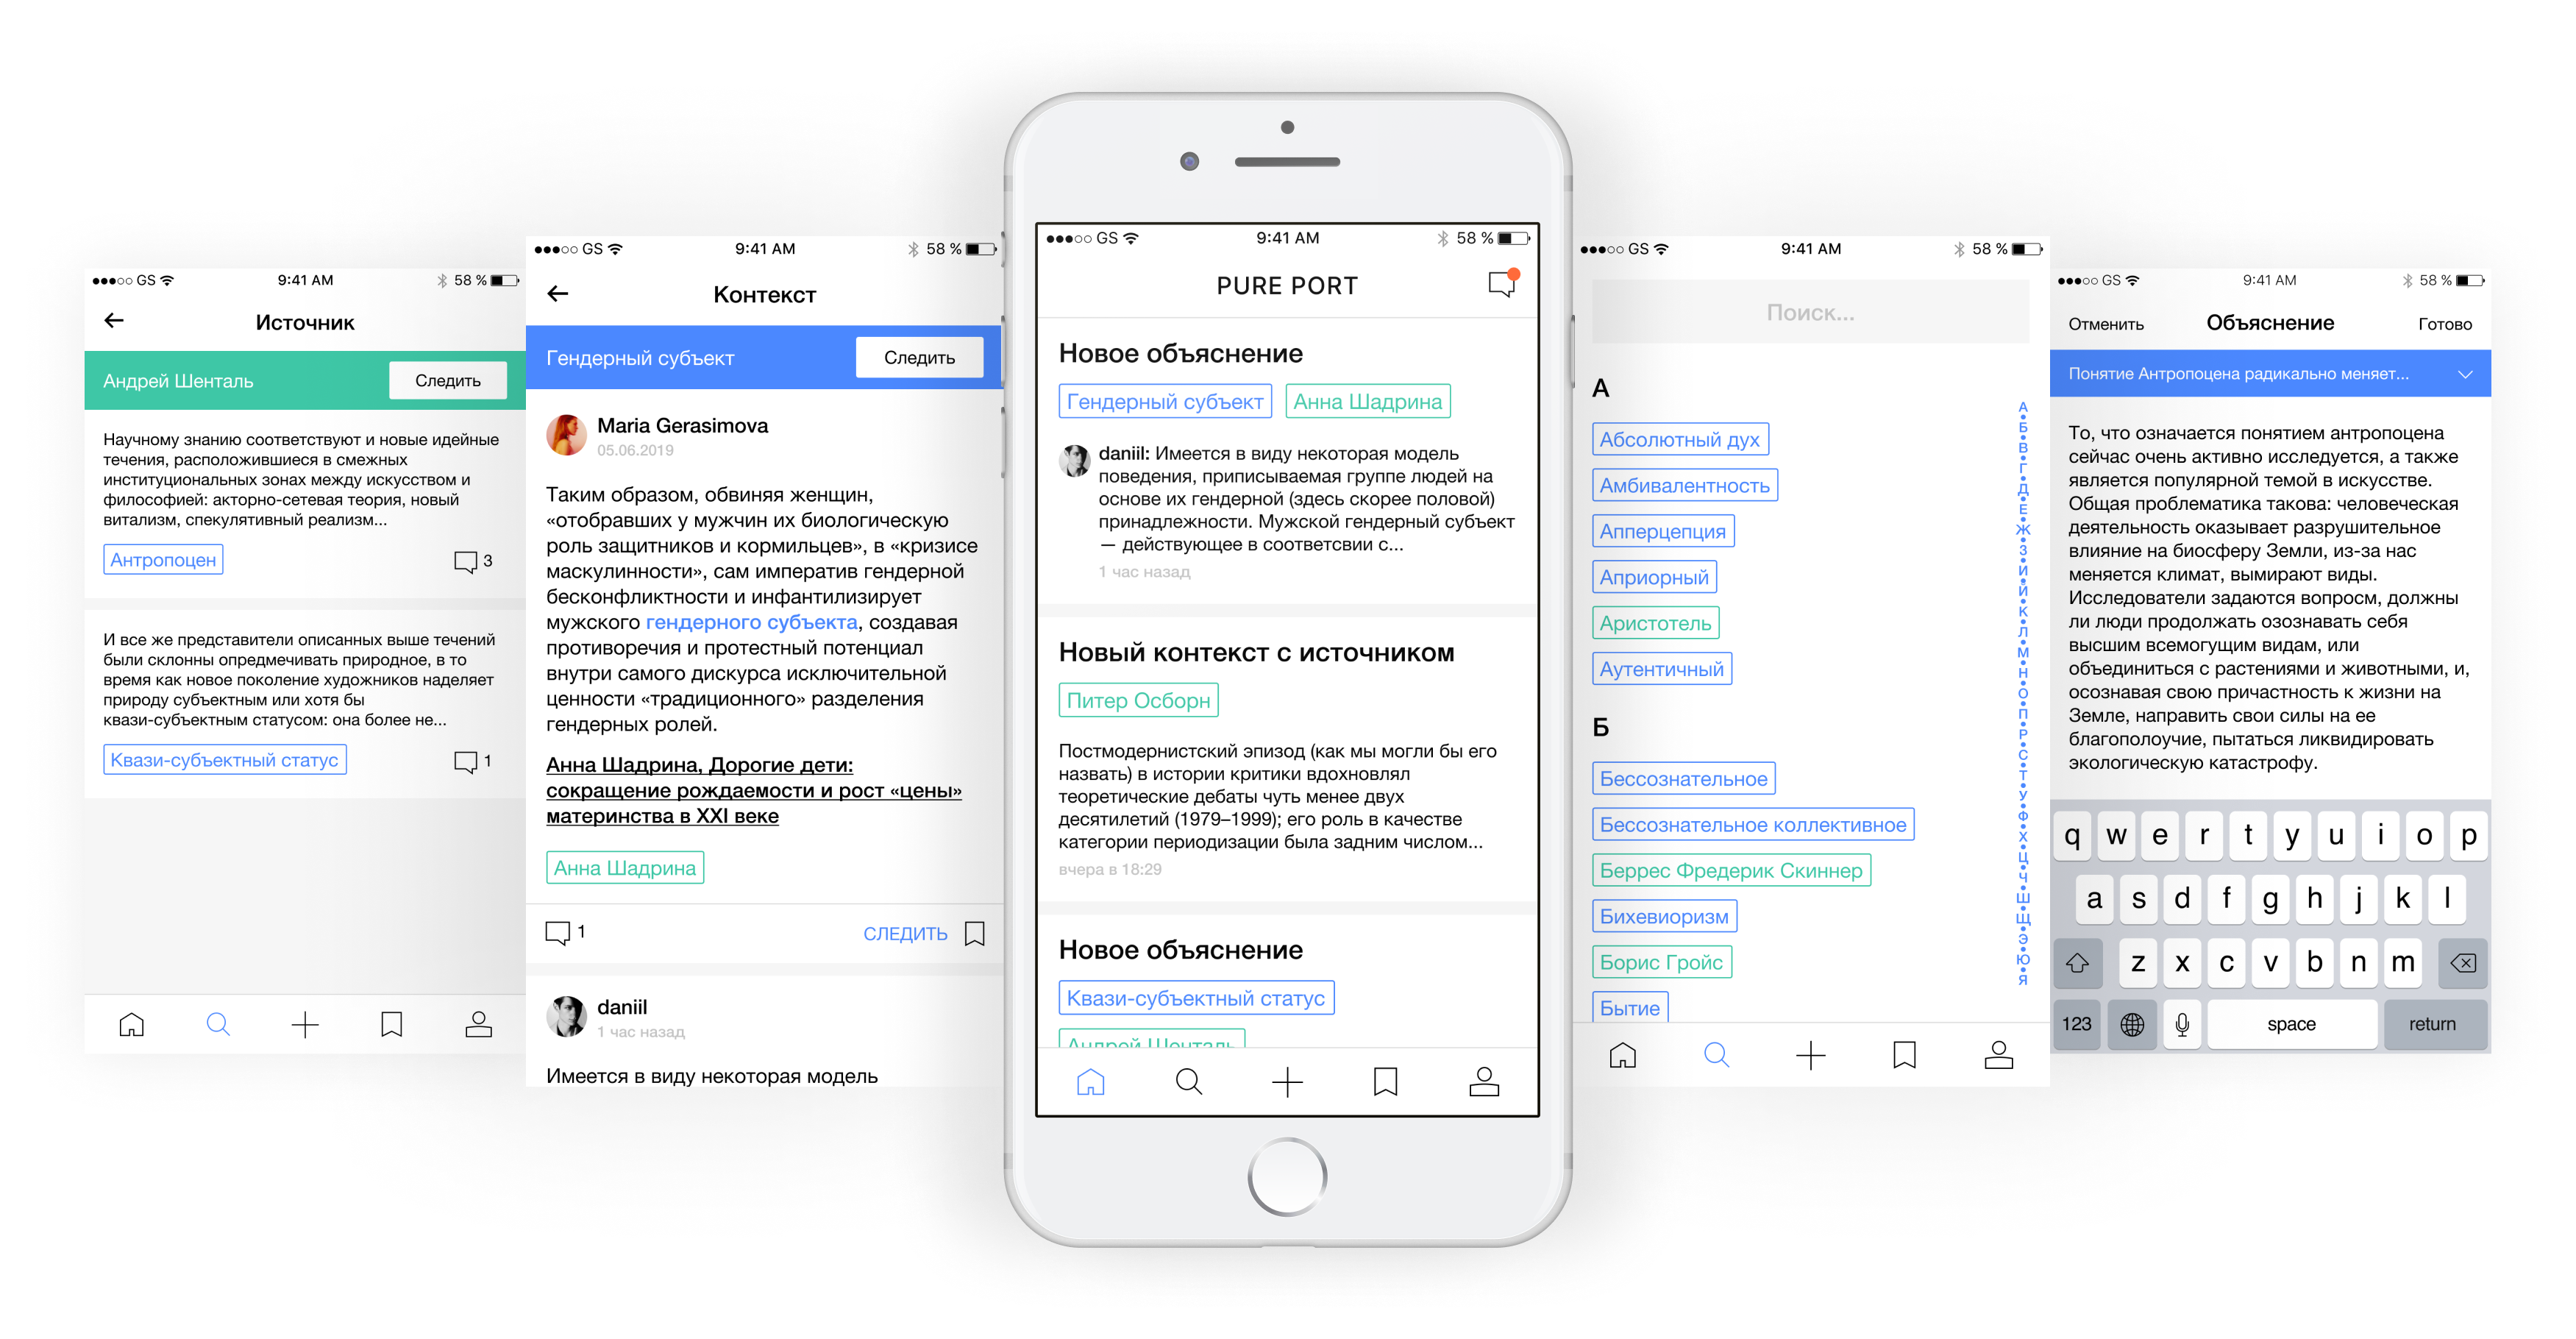 GS
9:41 AM
58 %
Источник
Андрей Шенталь
Следить
Научному знанию соответствуют и новые идейные
течения, расположившиеся в смежных
институциональных зонах между искусством и
философией: акторно-сетевая теория, новый
витализм, спекулятивный реализм...
Антропоцен
3
И все же представители описанных выше течений
были склонны опредмечивать природное, в то
время как новое поколение художников наделяет
природу субъектным или хотя бы
квази-субъектным статусом: она более не...
Квази-субъектный статус
1
GS
9:41 AM
58 %
Контекст
Гендерный субъект
Следить
Maria Gerasimova
05.06.2019
Таким образом, обвиняя женщин,
«отобравших у мужчин их биологическую
роль защитников и кормильцев», в «кризисе
маскулинности», сам императив гендерной
бесконфликтности и инфантилизирует
мужского гендерного субъекта, создавая
противоречия и протестный потенциал
внутри самого дискурса исключительной
ценности «традиционного» разделения
гендерных ролей.
Анна Шадрина, Дорогие дети:
сокращение рождаемости и рост «цены»
материнства в XXI веке
Анна Шадрина
1
СЛЕДИТЬ
daniil
1 час назад
Имеется в виду некоторая модель
GS
9:41 AM
58 %
PURE PORT
Новое объяснение
Гендерный субъект
Анна Шадрина
daniil: Имеется в виду некоторая модель
поведения, приписываемая группе людей на
основе их гендерной (здесь скорее половой)
принадлежности. Мужской гендерный субъект
— действующее в соответсвии с...
1 час назад
Новый контекст с источником
Питер Осборн
Постмодернистский эпизод (как мы могли бы его
назвать) в истории критики вдохновлял
теоретические дебаты чуть менее двух
десятилетий (1979–1999); его роль в качестве
категории периодизации была задним числом...
вчера в 18:29
Новое объяснение
Квази-субъектный статус
Андрей Шенталь
GS
9:41 AM
58 %
Поиск...
А
Абсолютный дух
Амбивалентность
Апперцепция
Априорный
Аристотель
Аутентичный
Б
Бессознательное
Бессознательное коллективное
Беррес Фредерик Скиннер
Бихевиоризм
Борис Гройс
Бытие
А
Б
В
Г
Д
Е
Ж
З
И
Й
К
Л
М
Н
О
П
Р
С
Т
У
Ф
Х
Ц
Ч
Ш
Щ
Э
Ю
Я
GS
9:41 AM
58 %
Отменить
Объяснение
Готово
Понятие Антропоцена радикально меняет...
То, что означается понятием антропоцена
сейчас очень активно исследуется, а также
является популярной темой в искусстве.
Общая проблематика такова: человеческая
деятельность оказывает разрушительное
влияние на биосферу Земли, из-за нас
меняется климат, вымирают виды.
Исследователи задаются вопросм, должны
ли люди продолжать озознавать себя
высшим всемогущим видам, или
объединиться с растениями и животными, и,
осознавая свою причастность к жизни на
Земле, направить свои силы на ее
благополоучие, пытаться ликвидировать
экологическую катастрофу.
q w e r t y u i o p
a s d f g h j k l
z x c v b n m
123 space return